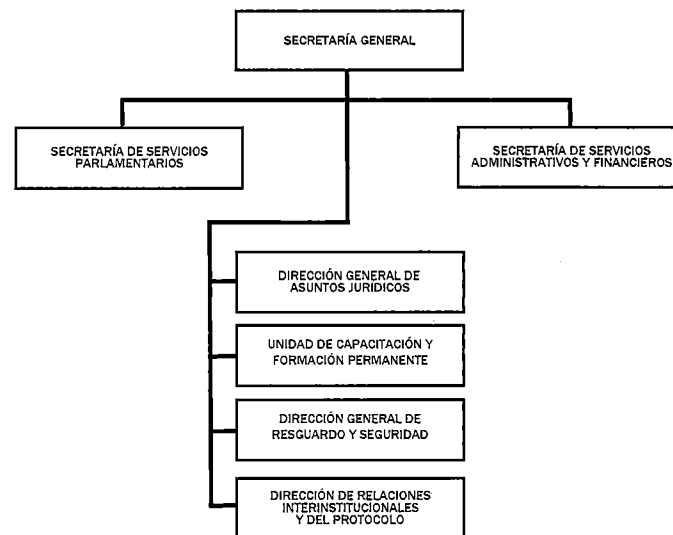 SECRETARÍA GENERAL
SECRETARÍA DE SERVICIOS
PARLAMENTARIOS
SECRETARÍA DE SERVICIOS
ADMINISTRATIVOS Y FINANCIEROS
DIRECCIÓN GENERAL DE
ASUNTOS JURÍDICOS
UNIDAD DE CAPACITACIÓN Y
FORMACIÓN PERMANENTE
DIRECCIÓN GENERAL DE
RESGUARDO Y SEGURIDAD
DIRECCIÓN DE RELACIONES
INTERINSTITUCIONALES
Y DEL PROTOCOLO